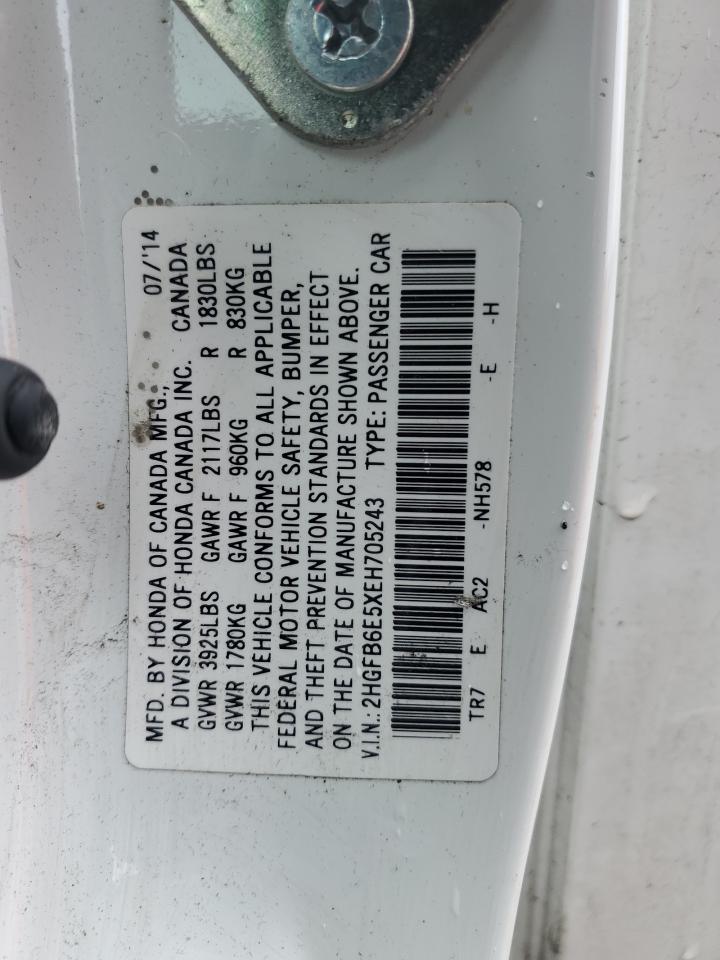 MFD. BY HONDA OF CANADA MFG., 07/'14
A DIVISION OF HONDA CANADA INC. CANADA
GVWR 3925LBS GAWR F 2117LBS R 1830LBS
GVWR 1780KG GAWR F 960KG R 830KG
THIS VEHICLE CONFORMS TO ALL APPLICABLE
FEDERAL MOTOR VEHICLE SAFETY, BUMPER,
AND THEFT PREVENTION STANDARDS IN EFFECT
ON THE DATE OF MANUFACTURE SHOWN ABOVE.
V.I.N.: 2HGFB6E5XEH705243 TYPE: PASSENGER CAR
TR7 E AC2 -NH578 -E -H